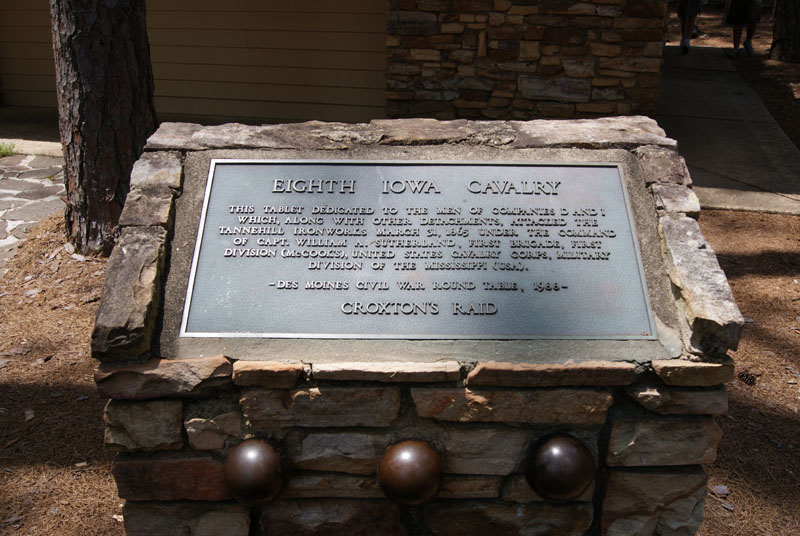 EIGHTH IOWA CAVALRY
THIS TABLET DEDICATED TO THE MEN OF COMPANIES D AND I
WHICH, ALONG WITH OTHER DETACHMENTS, ATTACKED THE
TANNEHILL IRONWORKS MARCH 31, 1865 UNDER THE COMMAND
OF CAPT. WILLIAM A. SUTHERLAND, FIRST BRIGADE, FIRST
DIVISION (MCCOOK'S), UNITED STATES CAVALRY CORPS, MILITARY
DIVISION OF THE MISSISSIPPI (USA).
-DES MOINES CIVIL WAR ROUND TABLE, 1988-
CROXTON'S RAID